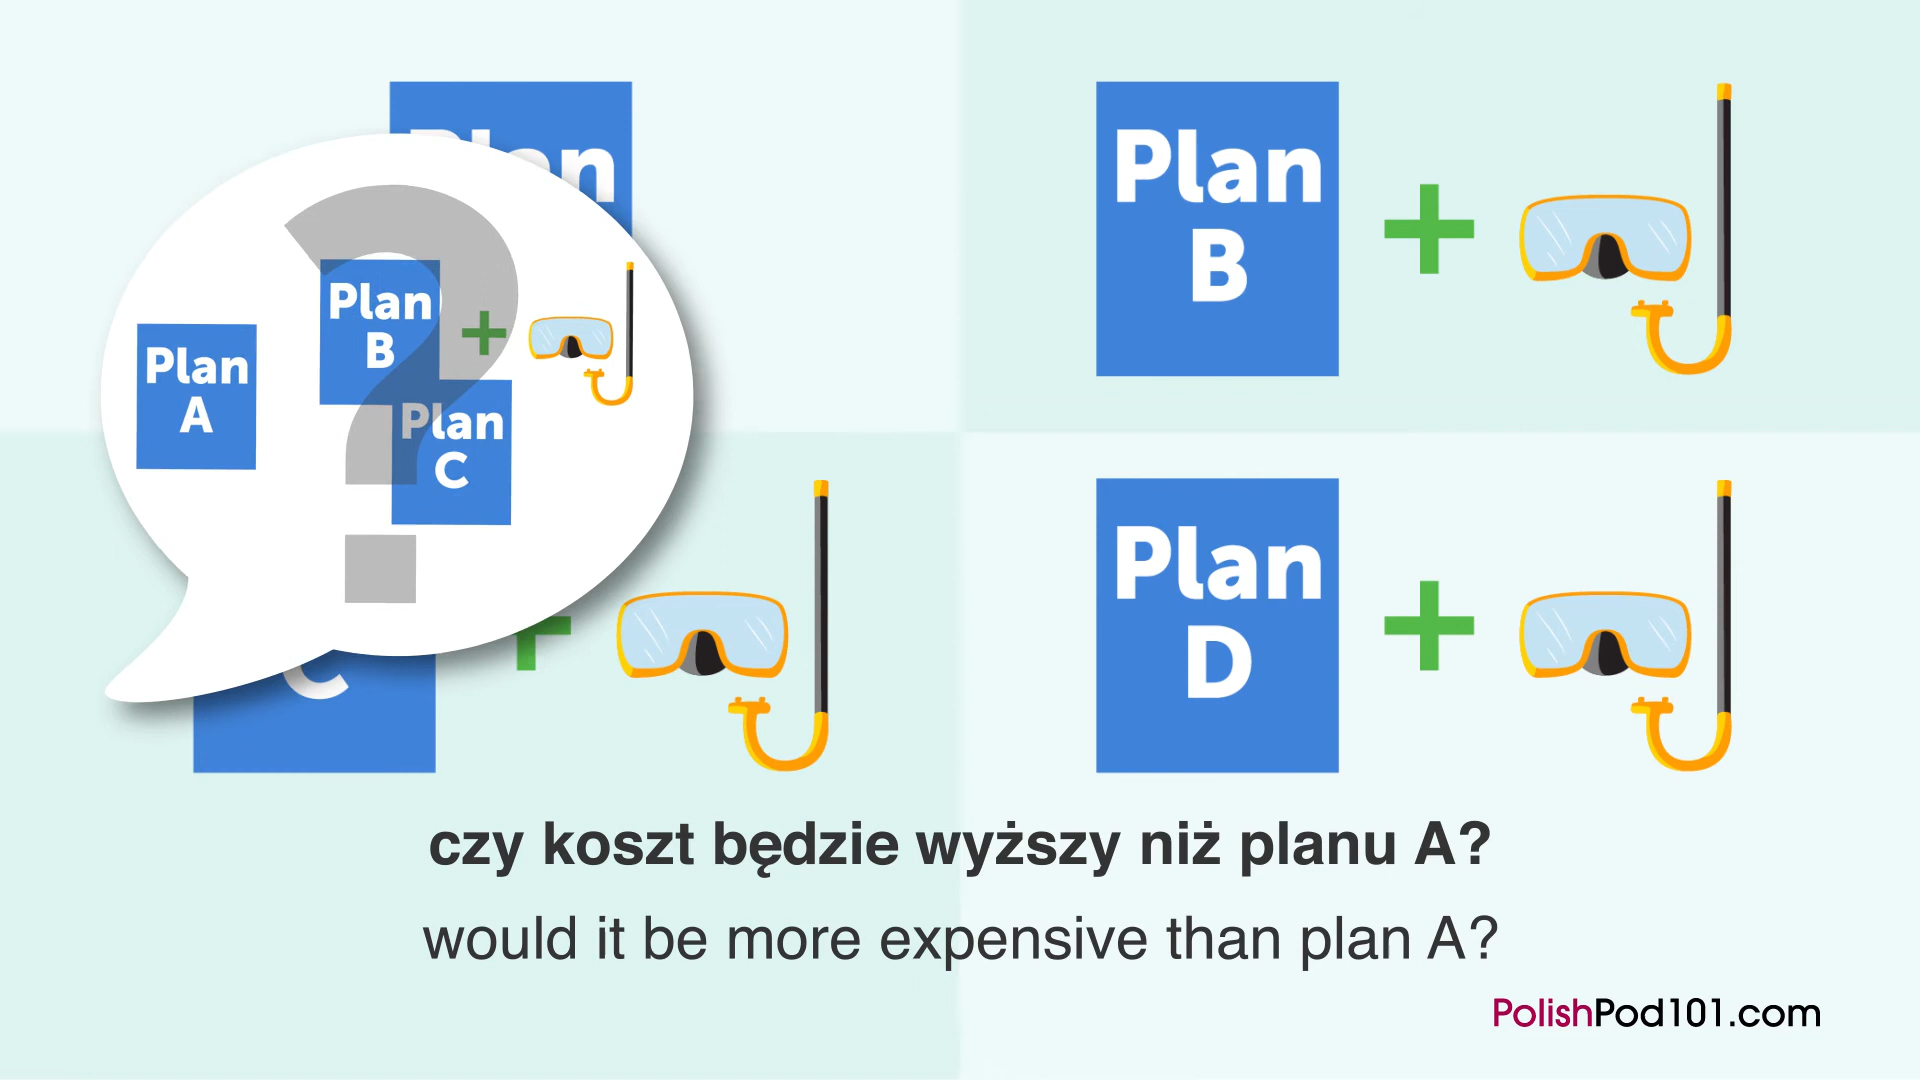 Plan
Plan
B
Plan
A
Plan
B
Plan
C
?
C
Plan
D
czy koszt będzie wyższy niż planu A?
would it be more expensive than plan A?
PolishPod101.com